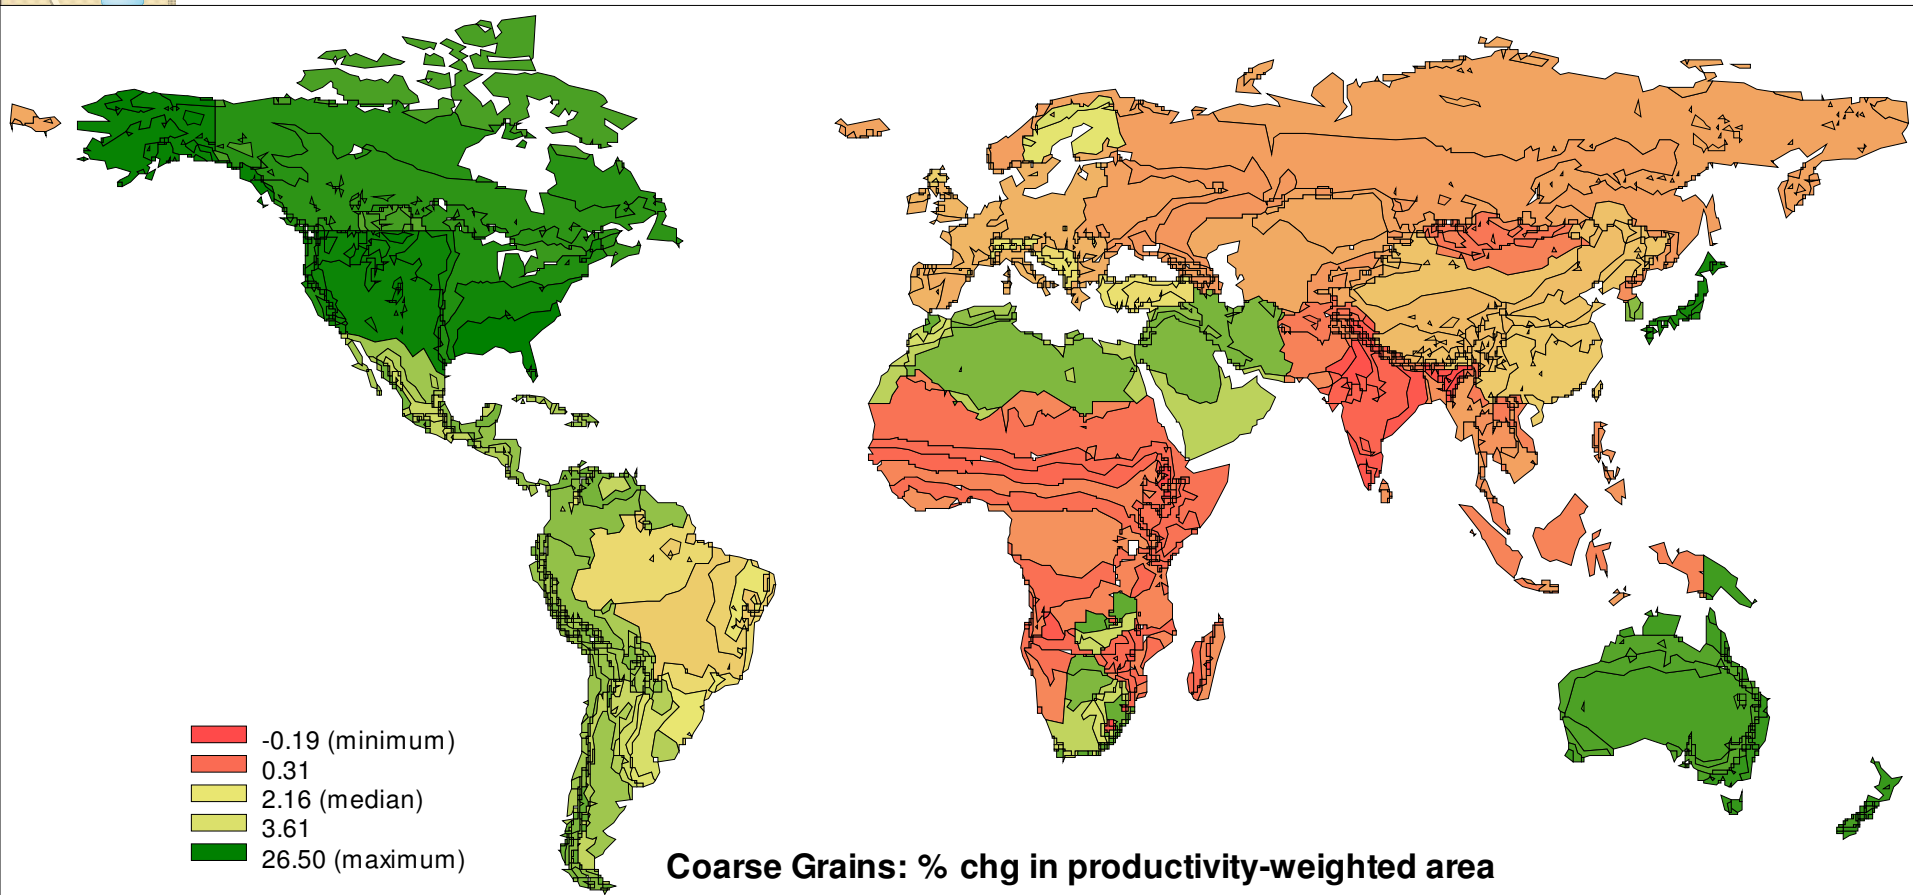 -0.19 (minimum)
0.31
2.16 (median)
3.61
26.50 (maximum)
Coarse Grains: % chg in productivity-weighted area